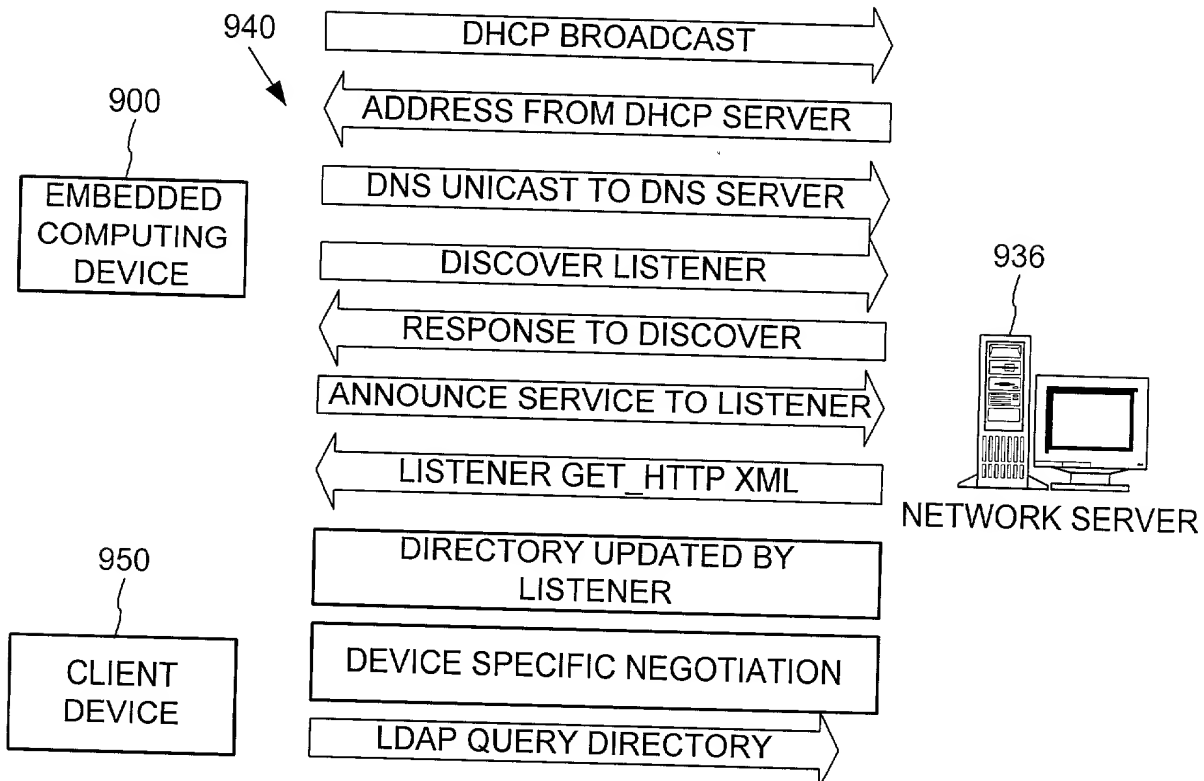 940
DHCP BROADCAST
900
ADDRESS FROM DHCP SERVER
EMBEDDED
COMPUTING
DEVICE
DNS UNICAST TO DNS SERVER
DISCOVER LISTENER
936
RESPONSE TO DISCOVER
ANNOUNCE SERVICE TO LISTENER
LISTENER GET_HTTP XML
NETWORK SERVER
DIRECTORY UPDATED BY
LISTENER
950
CLIENT
DEVICE
DEVICE SPECIFIC NEGOTIATION
LDAP QUERY DIRECTORY